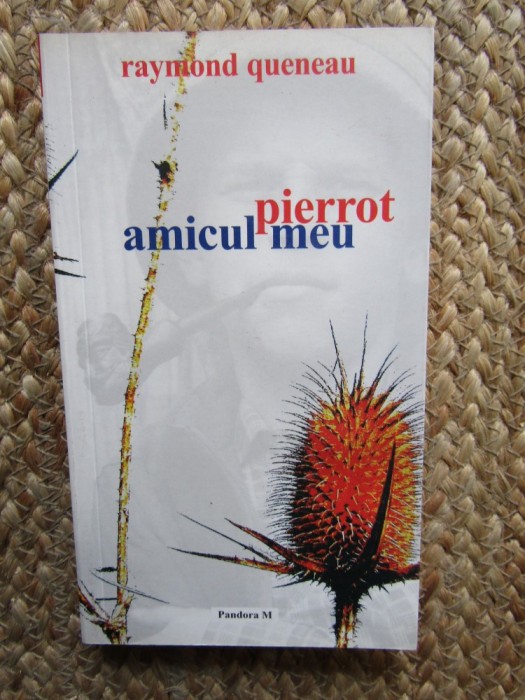 raymond queneau
pierrot
amicul meu
Pandora M